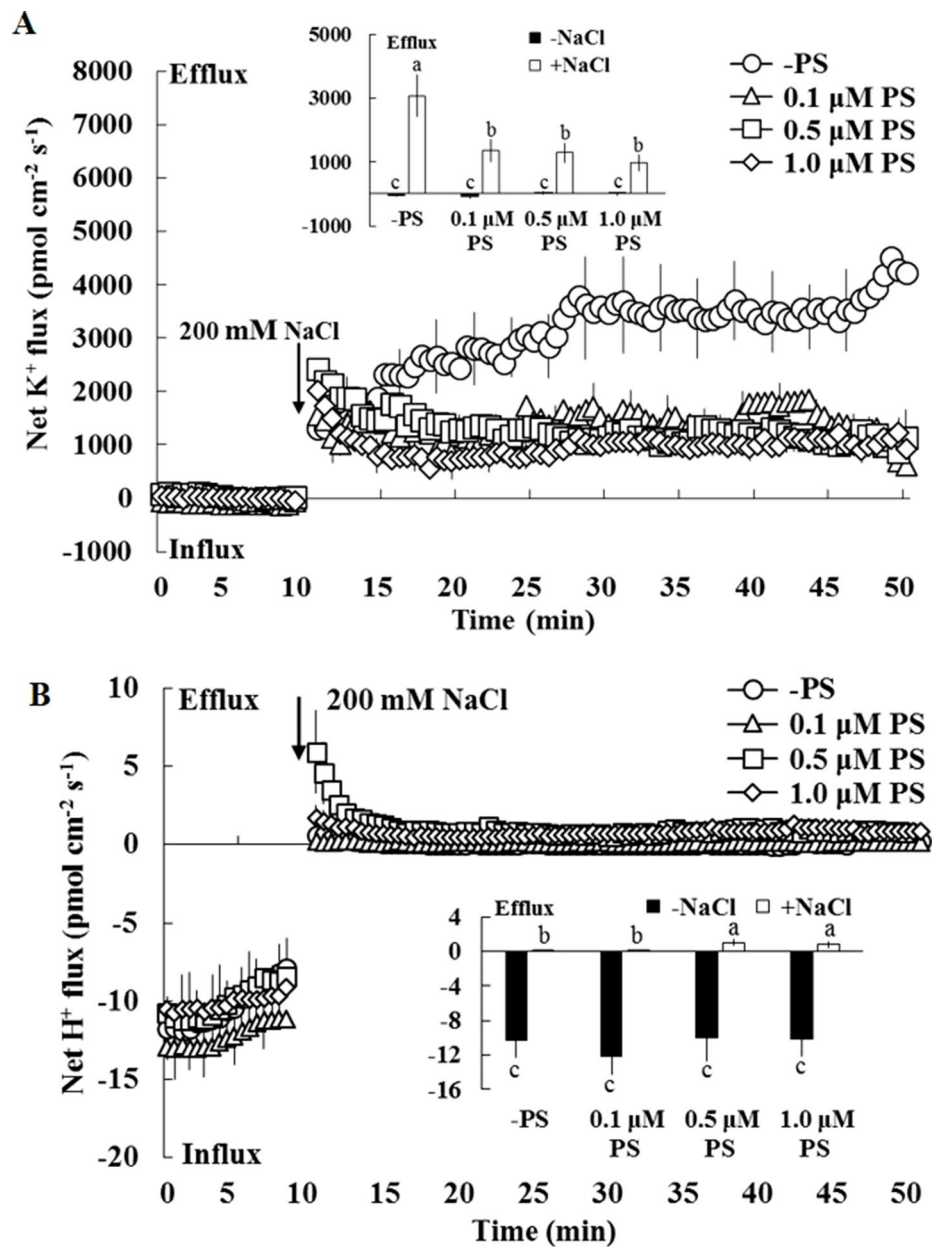 A
Efflux
8000
7000
6000
5000
4000
3000
2000
1000
0
-1000
Net K⁺ flux (pmol cm⁻² s⁻¹)
Influx
200 mM NaCl
0 5 10 15 20 25 30 35 40 45 50
Time (min)
5000
3000
1000
-1000
Efflux
-NaCl
+NaCl
a
b
b
b
c
c
c
c
-PS 0.1 µM 0.5 µM 1.0 µM
PS PS PS
-PS
0.1 µM PS
0.5 µM PS
1.0 µM PS
B
10
5
0
-5
-10
-15
-20
Net H⁺ flux (pmol cm⁻² s⁻¹)
Efflux
Influx
200 mM NaCl
-PS
0.1 µM PS
0.5 µM PS
1.0 µM PS
Efflux
-NaCl
+NaCl
4
0
-4
-8
-12
-16
b
b
a
a
c
c
c
c
-PS 0.1 µM 0.5 µM 1.0 µM
PS PS PS
0 5 10 15 20 25 30 35 40 45 50
Time (min)